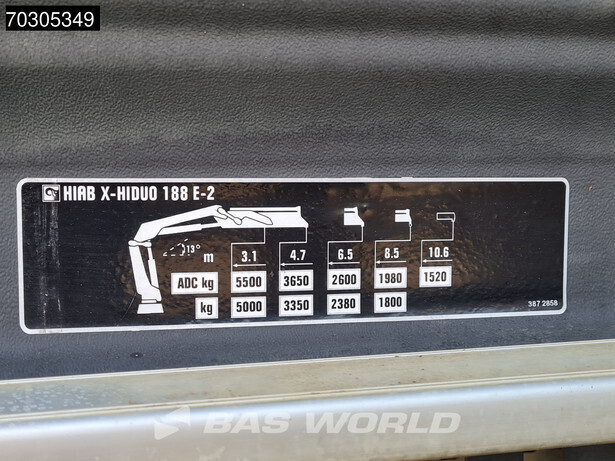 70305349
HIAB X-HIDUO 188 E-2
13°
m 3.1 4.7 6.5 8.5 10.6
ADC kg 5500 3650 2600 1980 1520
kg 5000 3350 2380 1800
387 2858
BAS WORLD